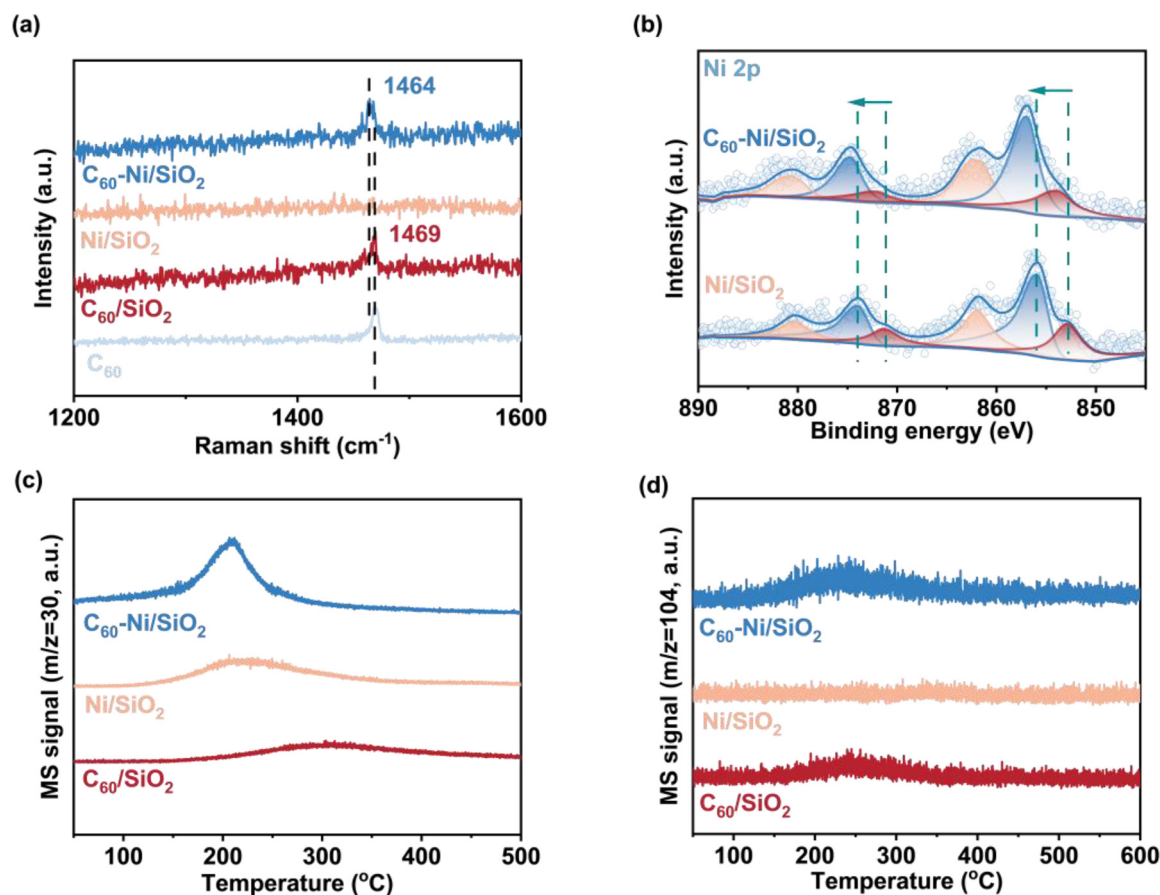 (a)
1464
C₆₀-Ni/SiO₂
Ni/SiO₂
1469
C₆₀/SiO₂
C₆₀
Intensity (a.u.)
1200 1400 1600
Raman shift (cm⁻¹)
(b)
Ni 2p
C₆₀-Ni/SiO₂
Ni/SiO₂
Intensity (a.u.)
890 880 870 860 850
Binding energy (eV)
(c)
C₆₀-Ni/SiO₂
Ni/SiO₂
C₆₀/SiO₂
MS signal (m/z=30, a.u.)
100 200 300 400 500
Temperature (°C)
(d)
C₆₀-Ni/SiO₂
Ni/SiO₂
C₆₀/SiO₂
MS signal (m/z=104, a.u.)
100 200 300 400 500 600
Temperature (°C)